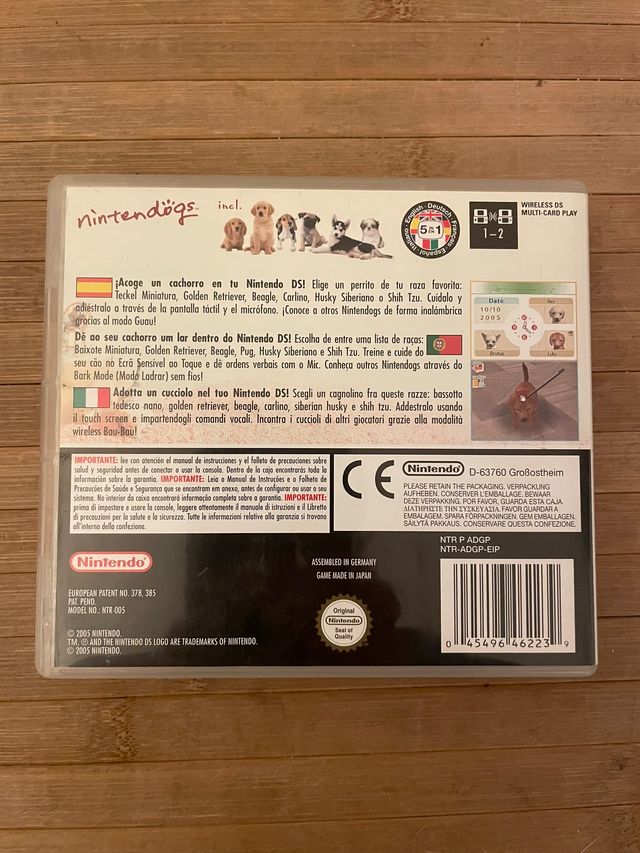 nintendögs™ incl.
English · Deutsch · Français · Español · Italiano
5 in 1
WIRELESS DS
MULTI-CARD PLAY
1-2
¡Acoge un cachorro en tu Nintendo DS! Elige un perrito de tu raza favorita:
Teckel Miniatura, Golden Retriever, Beagle, Carlino, Husky Siberiano o Shih Tzu. Cuídalo y
adiéstralo a través de la pantalla táctil y el micrófono. ¡Conoce a otros Nintendogs de forma inalámbrica
gracias al modo Guau!
Dê ao seu cachorro um lar dentro do Nintendo DS! Escolha de entre uma lista de raças:
Baixote Miniatura, Golden Retriever, Beagle, Pug, Husky Siberiano e Shih Tzu. Treine e cuide do
seu cão no Ecrã Sensível ao Toque e dê ordens verbais com o Mic. Conheça outros Nintendogs através do
Bark Mode (Modo Ladrar) sem fios!
Adotta un cucciolo nel tuo Nintendo DS! Scegli un cagnolino fra queste razze: bassotto
tedesco nano, golden retriever, beagle, carlino, siberian husky e shih tzu. Addestralo usando
il touch screen e impartendogli comandi vocali. Incontra i cuccioli di altri giocatori grazie alla modalità
wireless Bau-Bau!
Date
10/10
2005
Rex
Brutus
Lulu
IMPORTANTE: lee con atención el manual de instrucciones y el folleto de precauciones sobre
salud y seguridad antes de conectar o usar la consola. Dentro de la caja encontrarás toda la
información sobre la garantía. IMPORTANTE: Leia o Manual de Instruções e o Folheto de
Precauções de Saúde e Segurança que se encontram em anexo, antes de configurar ou usar o seu
sistema. No interior da caixa encontrará informação completa sobre a garantia. IMPORTANTE:
prima di impostare e usare la console, leggere attentamente il manuale di istruzioni e il Libretto
di precauzioni per la salute e la sicurezza. Tutte le informazioni relative alla garanzia si trovano
all'interno della confezione.
CE
Nintendo® D-63760 Großostheim
PLEASE RETAIN THE PACKAGING. VERPACKUNG
AUFHEBEN. CONSERVER L'EMBALLAGE. BEWAAR
DEZE VERPAKKING. POR FAVOR, GUARDA ESTA CAJA.
ΔΙΑΤΗΡΗΣΤΕ ΤΗΝ ΣΥΣΚΕΥΑΣΙΑ. FAVOR GUARDAR A
EMBALAGEM. SPARA FÖRPACKNINGEN. GEM EMBALLAGEN.
SÄILYTÄ PAKKAUS. CONSERVARE QUESTA CONFEZIONE.
NTR P ADGP
NTR-ADGP-EIP
Nintendo®
EUROPEAN PATENT NO. 378, 385
PAT. PEND.
MODEL NO.: NTR-005
© 2005 NINTENDO.
TM, ® AND THE NINTENDO DS LOGO ARE TRADEMARKS OF NINTENDO.
© 2005 NINTENDO.
ASSEMBLED IN GERMANY
GAME MADE IN JAPAN
Original
Nintendo
Seal of
Quality
0 45496 46223 9